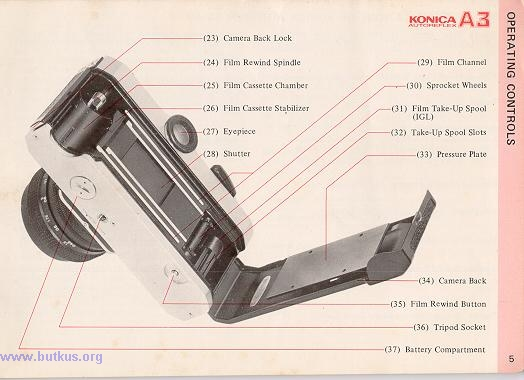 KONICA A3
AUTOREFLEX
OPERATING CONTROLS
(23) Camera Back Lock
(24) Film Rewind Spindle
(25) Film Cassette Chamber
(26) Film Cassette Stabilizer
(27) Eyepiece
(28) Shutter
(29) Film Channel
(30) Sprocket Wheels
(31) Film Take-Up Spool
(IGL)
(32) Take-Up Spool Slots
(33) Pressure Plate
(34) Camera Back
(35) Film Rewind Button
(36) Tripod Socket
(37) Battery Compartment
www.butkus.org
5